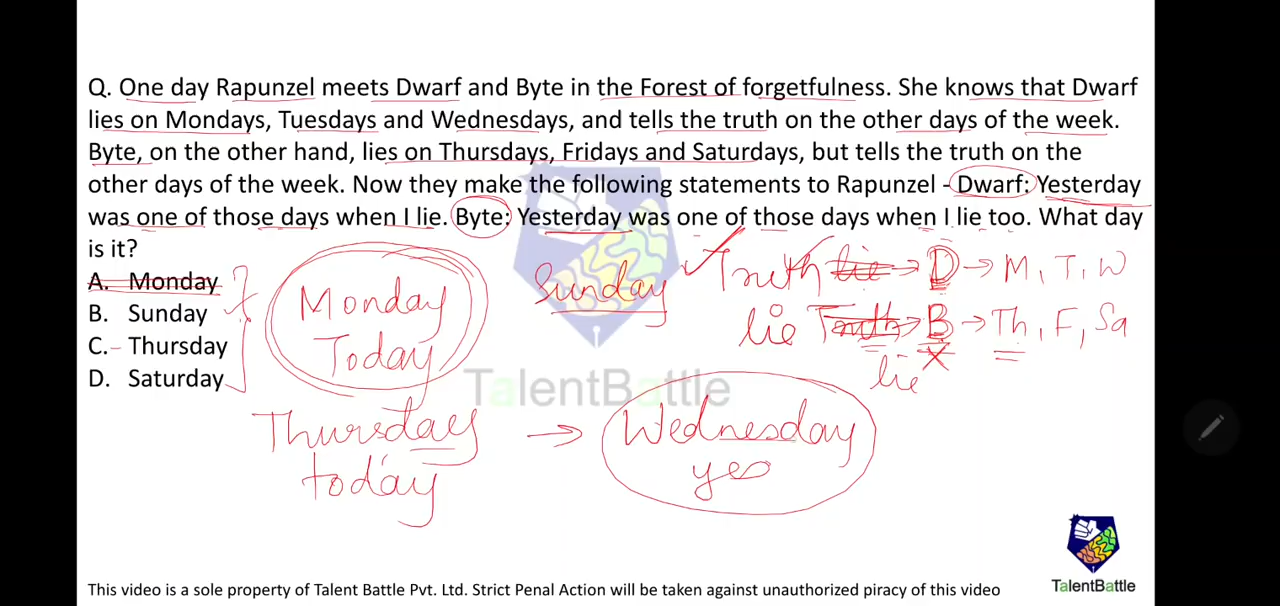 Q. One day Rapunzel meets Dwarf and Byte in the Forest of forgetfulness. She knows that Dwarf
lies on Mondays, Tuesdays and Wednesdays, and tells the truth on the other days of the week.
Byte, on the other hand, lies on Thursdays, Fridays and Saturdays, but tells the truth on the
other days of the week. Now they make the following statements to Rapunzel - Dwarf: Yesterday
was one of those days when I lie. Byte: Yesterday was one of those days when I lie too. What day
is it?
A. Monday
B. Sunday
C. Thursday
D. Saturday
Monday
Today
Sunday
Truth lie → D → M, T, W
lie Truth → B → Th, F, Sa
lie
TalentBattle
Thursday → Wednesday
today yes
TalentBattle
This video is a sole property of Talent Battle Pvt. Ltd. Strict Penal Action will be taken against unauthorized piracy of this video